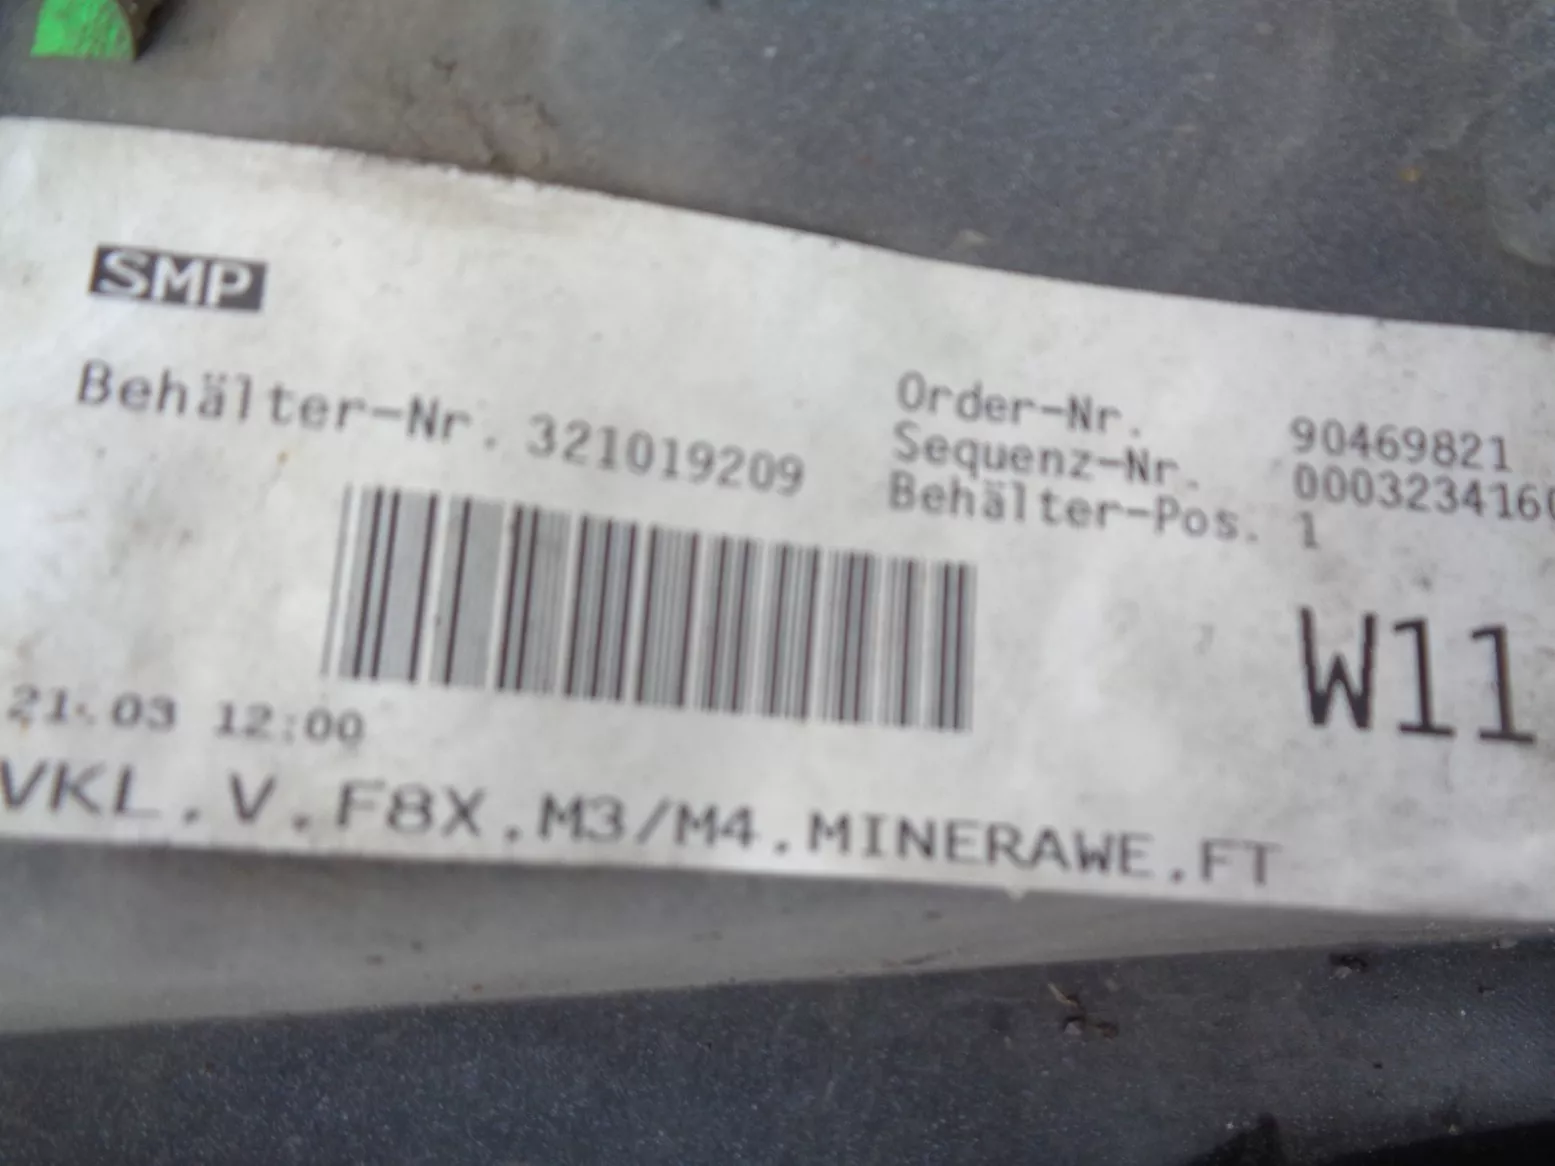 SMP
Behälter-Nr. 321019209
Order-Nr. 90469821
Sequenz-Nr. 0003234160
Behälter-Pos. 1
W11
21.03 12:00
VKL.V.F8X.M3/M4.MINERAWE.FT